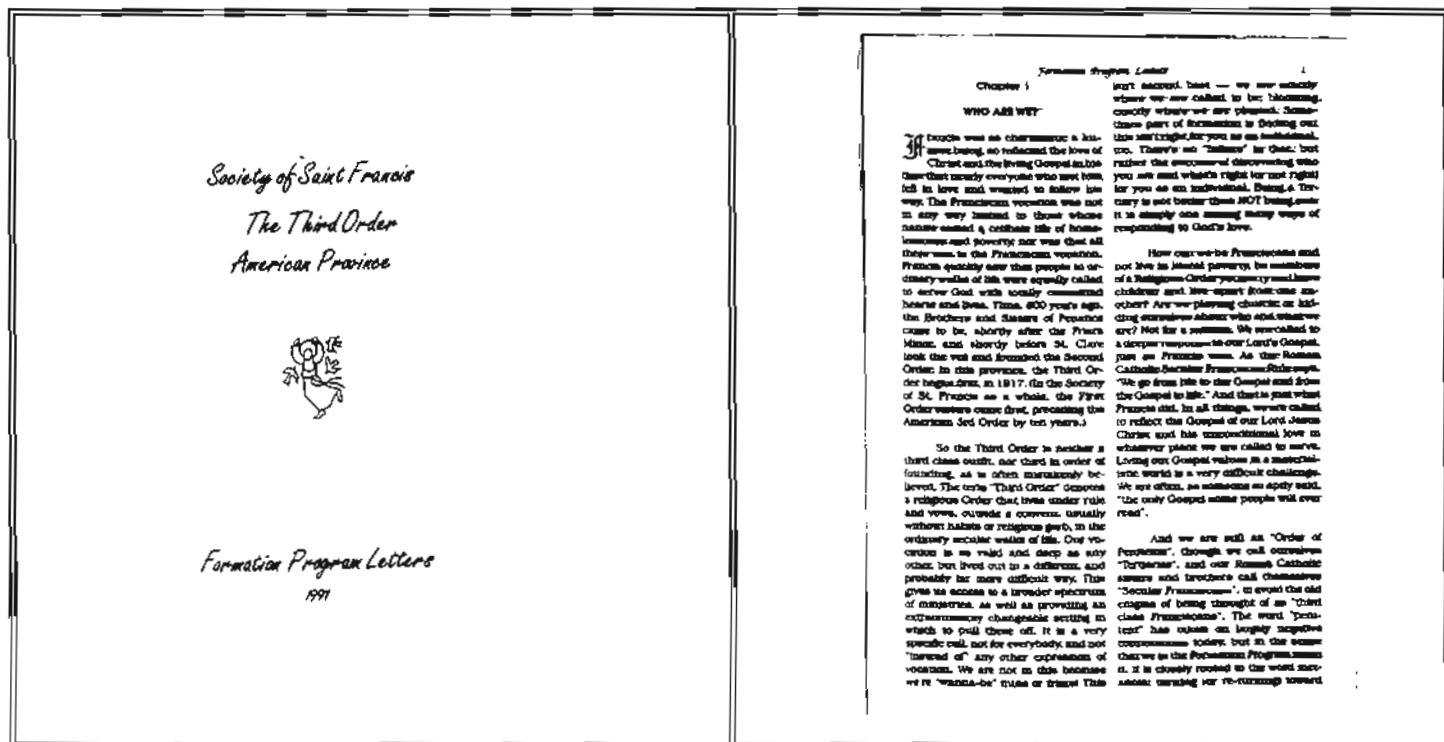 Society of Saint Francis
The Third Order
American Province
Formation Program Letters
1991
Formation Program Letters 1
Chapter 1
WHO ARE WE?
Francis was so charismatic a hu-
man being, so reflected the love of
Christ and the living Gospel in his
time that nearly everyone who met him
fell in love and wanted to follow his
way. The Franciscan vocation was not
in any way limited to those whose
nature suited a celibate life of home-
lessness and poverty, nor was that all
there was to the Franciscan vocation.
Francis quickly saw that people in or-
dinary walks of life were equally called
to serve God with totally converted
hearts and lives. Thus, 800 years ago,
the Brothers and Sisters of Penance
came to be, shortly after the Friars
Minor, and shortly before St. Clare
took the veil and founded the Second
Order. In this province, the Third Or-
der began first, in 1917. (In the Society
of St. Francis as a whole, the First
Order sisters came first, preceding the
American 3rd Order by ten years.)
So the Third Order is neither a
third class outfit, nor third in order of
founding, as is often mistakenly be-
lieved. The term "Third Order" denotes
a religious Order that lives under rule
and vows, outside a convent, usually
without habits or religious garb, in the
ordinary secular walks of life. Our vo-
cation is as valid and deep as any
other, but lived out in a different, and
probably far more difficult way. This
gives us access to a broader spectrum
of ministries, as well as providing an
extraordinary changeable setting in
which to pull these off. It is a very
specific call, not for everybody, and not
"instead of" any other expression of
vocation. We are not in this because
we're "wanna-be" nuns or friars! This
isn't second best — we are exactly
where we are called to be; blooming,
exactly where we are planted. Some-
times part of formation is finding out
this isn't right for you as an individual,
too. There's no "failure" in that, but
rather the success of discovering who
you are and what's right (or not right)
for you as an individual. Being a Ter-
tiary is not better than NOT being one
it is simply one among many ways of
responding to God's love.
How can we be Franciscans and
not live in literal poverty, be members
of a Religious Order yet marry and have
children and live apart from one an-
other? Are we playing church, or kid-
ding ourselves about who and what we
are? Not for a minute. We are called to
a deeper response to our Lord's Gospel,
just as Francis was. As the Roman
Catholic Secular Franciscan Rule says,
"We go from life to the Gospel and from
the Gospel to life." And that is just what
Francis did. In all things, we are called
to reflect the Gospel of our Lord Jesus
Christ and his unconditional love in
whatever place we are called to serve.
Living out Gospel values in a material-
istic world is a very difficult challenge.
We are often, as someone so aptly said,
"the only Gospel some people will ever
read".
And we are still an "Order of
Penitents", though we call ourselves
"Tertiaries", and our Roman Catholic
sisters and brothers call themselves
"Secular Franciscans", to avoid the old
stigma of being thought of as "third
class Franciscans". The word "peni-
tent" has taken on largely negative
connotations today, but in the sense
that we in the Formation Program mean
it, it is closely rooted to the word met-
anoia: turning (or re-turning) toward